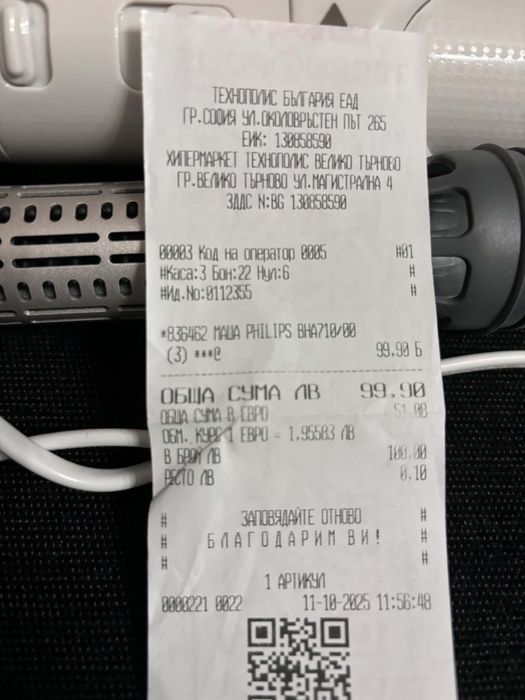 ТЕХНОПОЛИС БЪЛГАРИЯ ЕАД
ГР.СОФИЯ УЛ.ОКОЛОВРЪСТЕН ПЪТ 265
ЕИК: 130858590
ХИПЕРМАРКЕТ ТЕХНОПОЛИС ВЕЛИКО ТЪРНОВО
ГР.ВЕЛИКО ТЪРНОВО УЛ.МАГИСТРАЛНА 4
ЗДДС N:BG 130858590
00003 Код на оператор 0005 #01
#Каса:3 Бон:22 Нул:6 #
#Ид.No:0112355 #
*836462 МАША PHILIPS BHA710/00
(3) ***@ 99,90 Б
ОБЩА СУМА ЛВ 99,90
ОБЩА СУМА В ЕВРО 51.08
ОБМ. КУРС 1 ЕВРО = 1.95583 ЛВ
В БРОЙ ЛВ 100.00
РЕСТО ЛВ 0.10
# ЗАПОВЯДАЙТЕ ОТНОВО #
# БЛАГОДАРИМ ВИ! #
# #
1 АРТИКУЛ
0000221 0022 11-10-2025 11:56:48